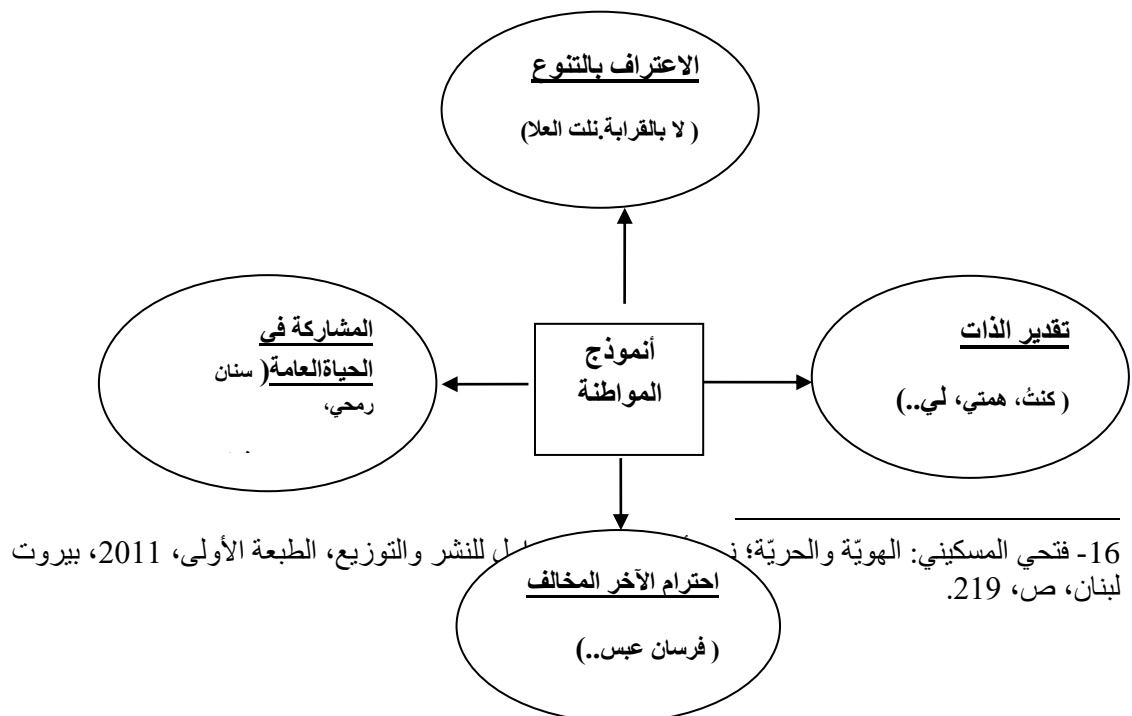 الاعتراف بالتنوع
( لا بالقرابة.نلت العلا)
المشاركة في
الحياةالعامة( سنان
رمحي،
أنموذج
المواطنة
تقدير الذات
( كنتُ، همتي، لي..)
16- فتحي المسكيني: الهويّة والحريّة؛ للنشر والتوزيع، الطبعة الأولى، 2011، بيروت
لبنان، ص، 219.
احترام الآخر المخالف
( فرسان عبس..)